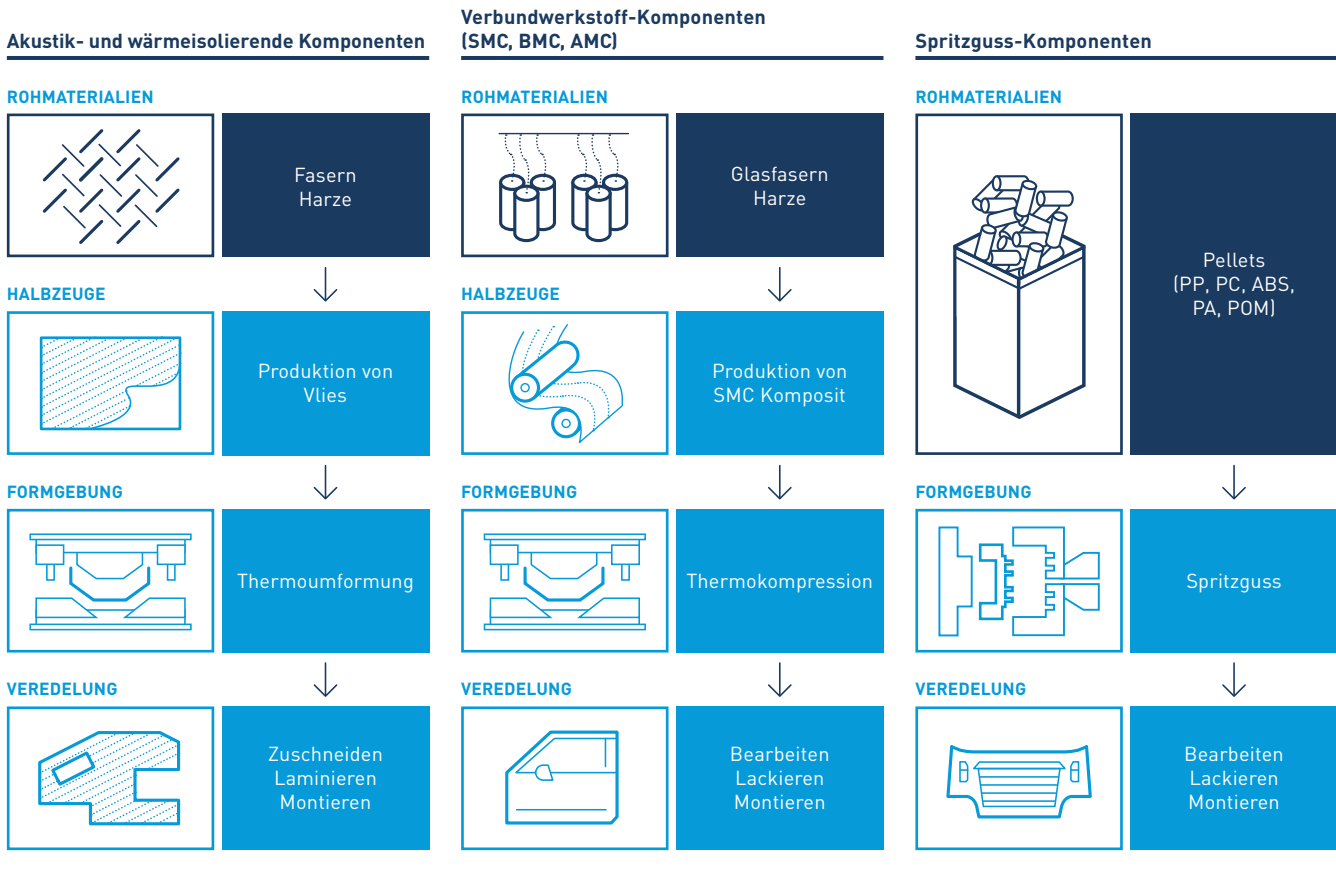 Akustik- und wärmeisolierende Komponenten
ROHMATERIALIEN
Fasern
Harze
HALBZEUGE
Produktion von
Vlies
FORMGEBUNG
Thermoumformung
VEREDELUNG
Zuschneiden
Laminieren
Montieren
Verbundwerkstoff-Komponenten
(SMC, BMC, AMC)
ROHMATERIALIEN
Glasfasern
Harze
HALBZEUGE
Produktion von
SMC Komposit
FORMGEBUNG
Thermokompression
VEREDELUNG
Bearbeiten
Lackieren
Montieren
Spritzguss-Komponenten
ROHMATERIALIEN
Pellets
(PP, PC, ABS,
PA, POM)
FORMGEBUNG
Spritzguss
VEREDELUNG
Bearbeiten
Lackieren
Montieren